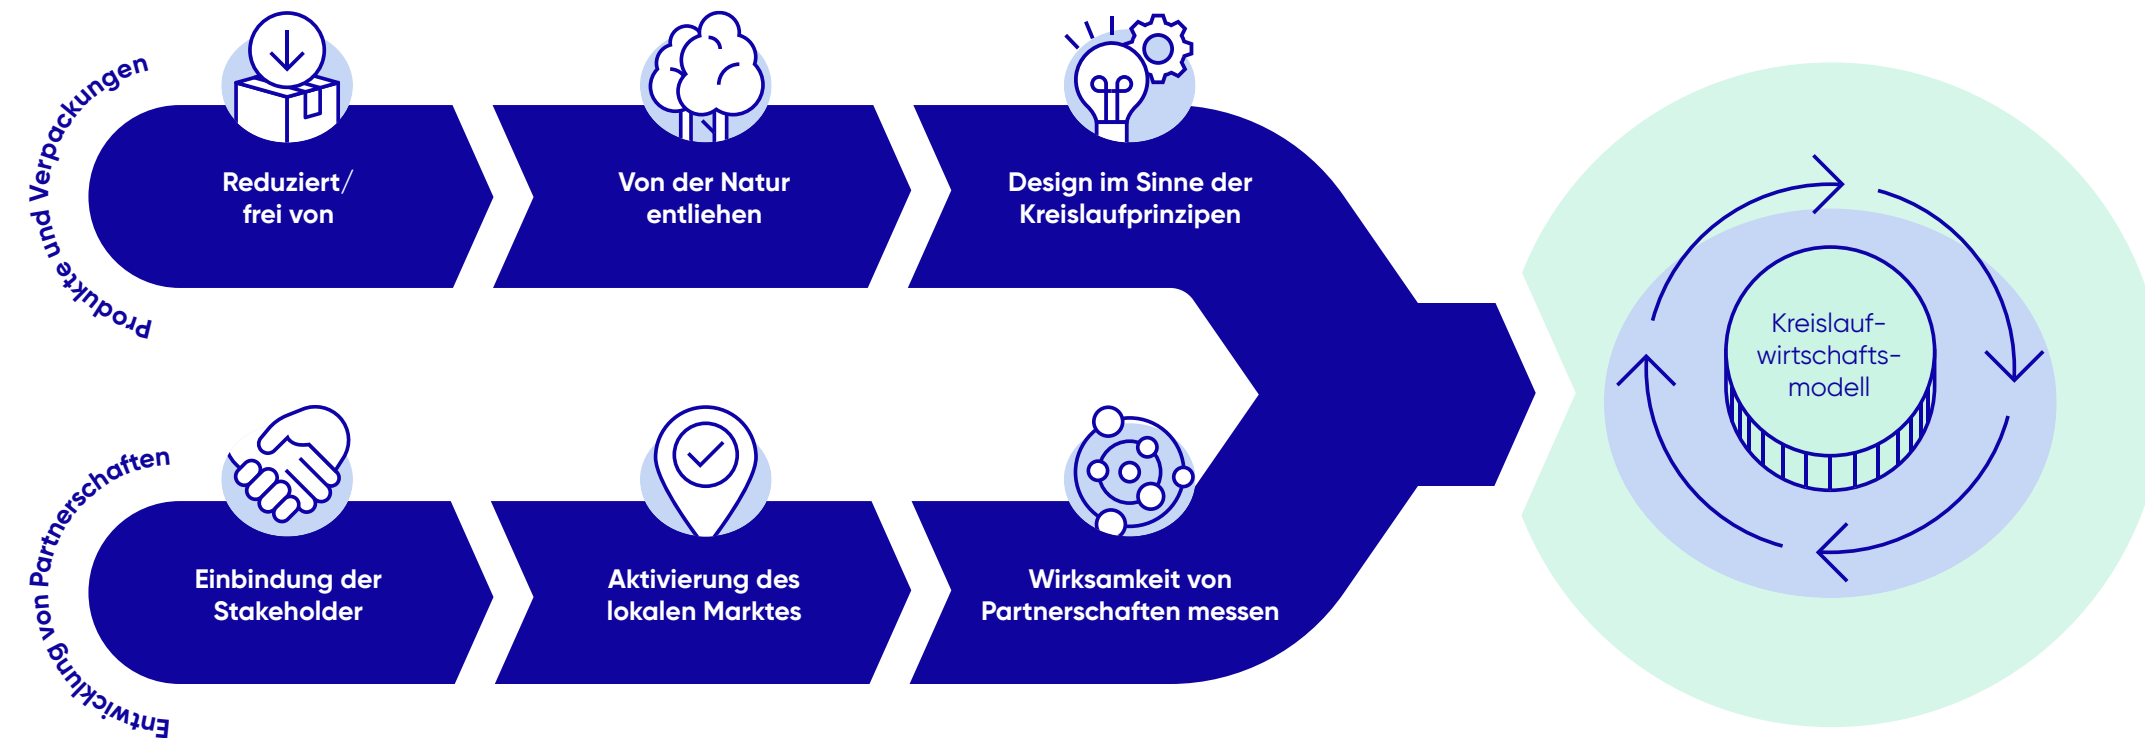 Produkte und Verpackungen
Reduziert/
frei von
Von der Natur
entliehen
Design im Sinne der
Kreislaufprinzipen
Entwicklung von Partnerschaften
Einbindung der
Stakeholder
Aktivierung des
lokalen Marktes
Wirksamkeit von
Partnerschaften messen
Kreislauf-
wirtschafts-
modell